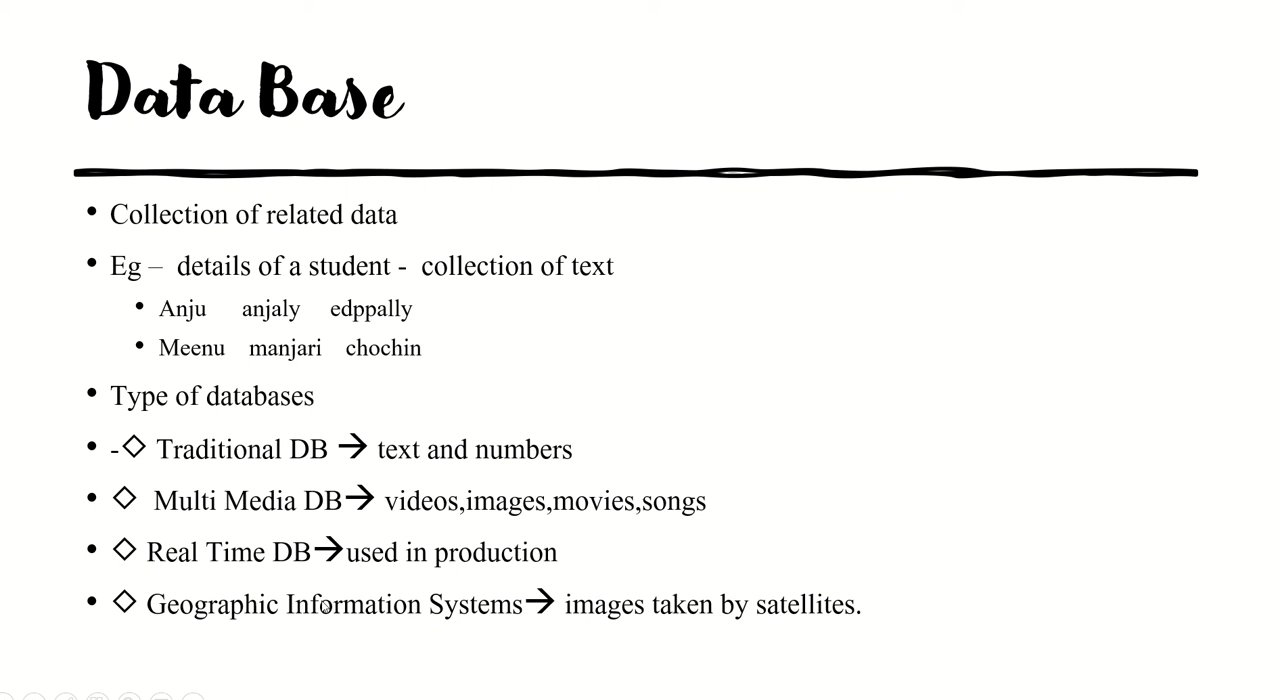 Data Base
• Collection of related data
• Eg – details of a student - collection of text
• Anju anjaly edppally
• Meenu manjari chochin
• Type of databases
• -◇ Traditional DB → text and numbers
• ◇ Multi Media DB→ videos,images,movies,songs
• ◇ Real Time DB→used in production
• ◇ Geographic Information Systems→ images taken by satellites.